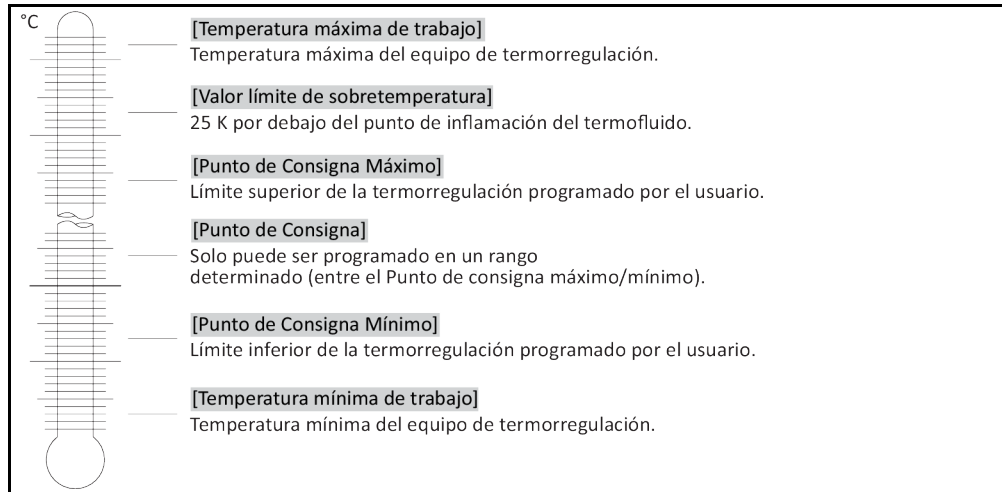 °C
[Temperatura máxima de trabajo]
Temperatura máxima del equipo de termorregulación.
[Valor límite de sobretemperatura]
25 K por debajo del punto de inflamación del termofluido.
[Punto de Consigna Máximo]
Límite superior de la termorregulación programado por el usuario.
[Punto de Consigna]
Solo puede ser programado en un rango
determinado (entre el Punto de consigna máximo/mínimo).
[Punto de Consigna Mínimo]
Límite inferior de la termorregulación programado por el usuario.
[Temperatura mínima de trabajo]
Temperatura mínima del equipo de termorregulación.